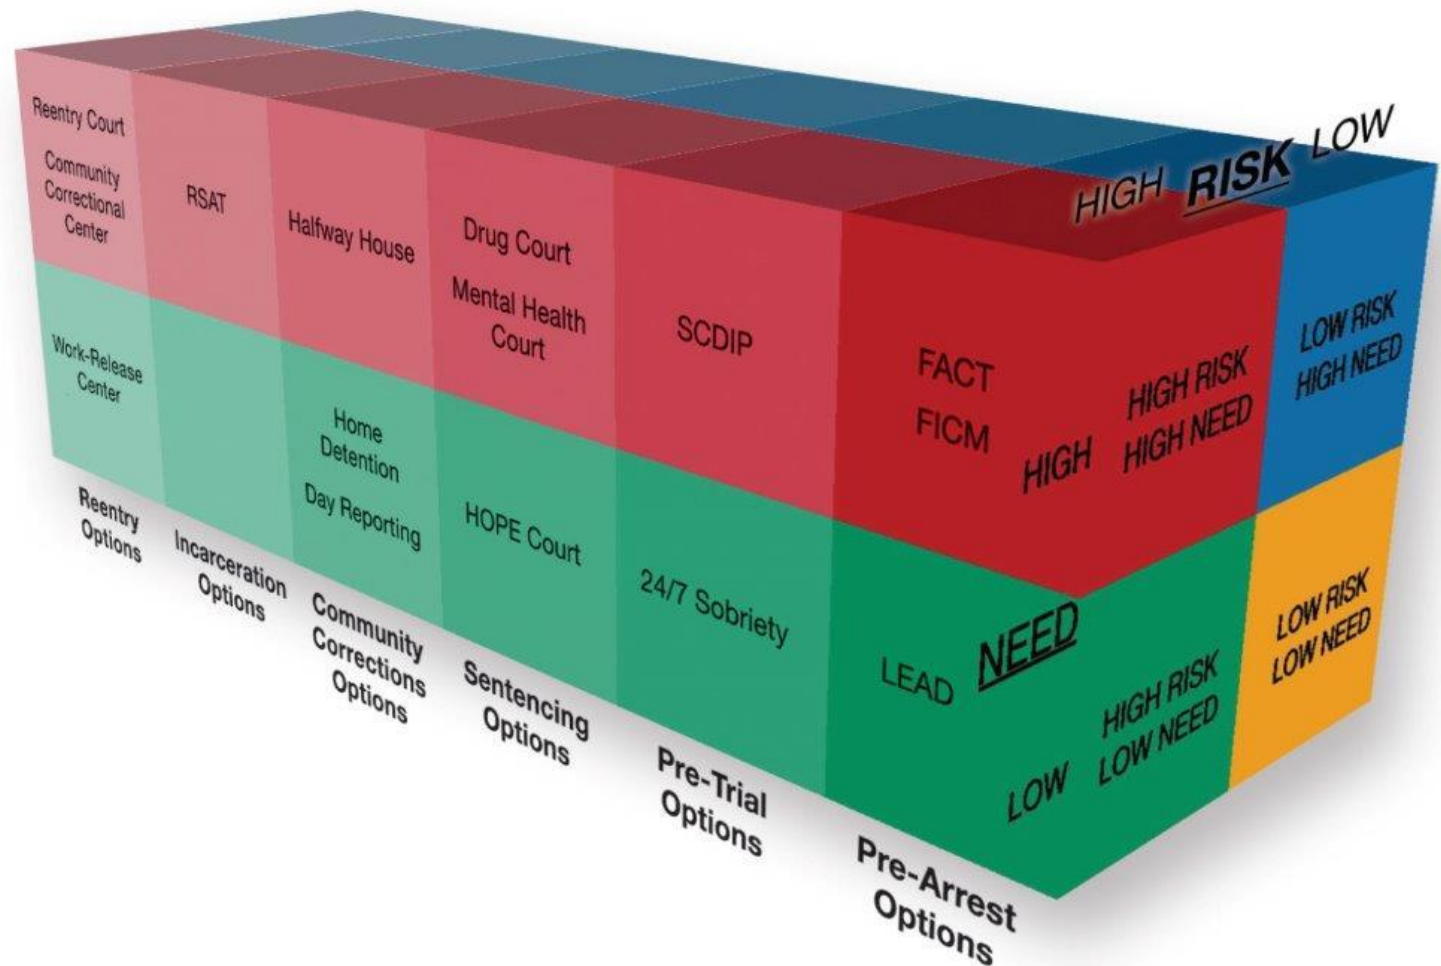 HIGH RISK LOW
Reentry Court
Community
Correctional
Center
RSAT
Halfway House
Drug Court
Mental Health
Court
SCDIP
FACT
FICM
HIGH
HIGH RISK
HIGH NEED
LOW RISK
HIGH NEED
Work-Release
Center
Home
Detention
Day Reporting
HOPE Court
24/7 Sobriety
LEAD
NEED
LOW
HIGH RISK
LOW NEED
LOW RISK
LOW NEED
Reentry
Options
Incarceration
Options
Community
Corrections
Options
Sentencing
Options
Pre-Trial
Options
Pre-Arrest
Options